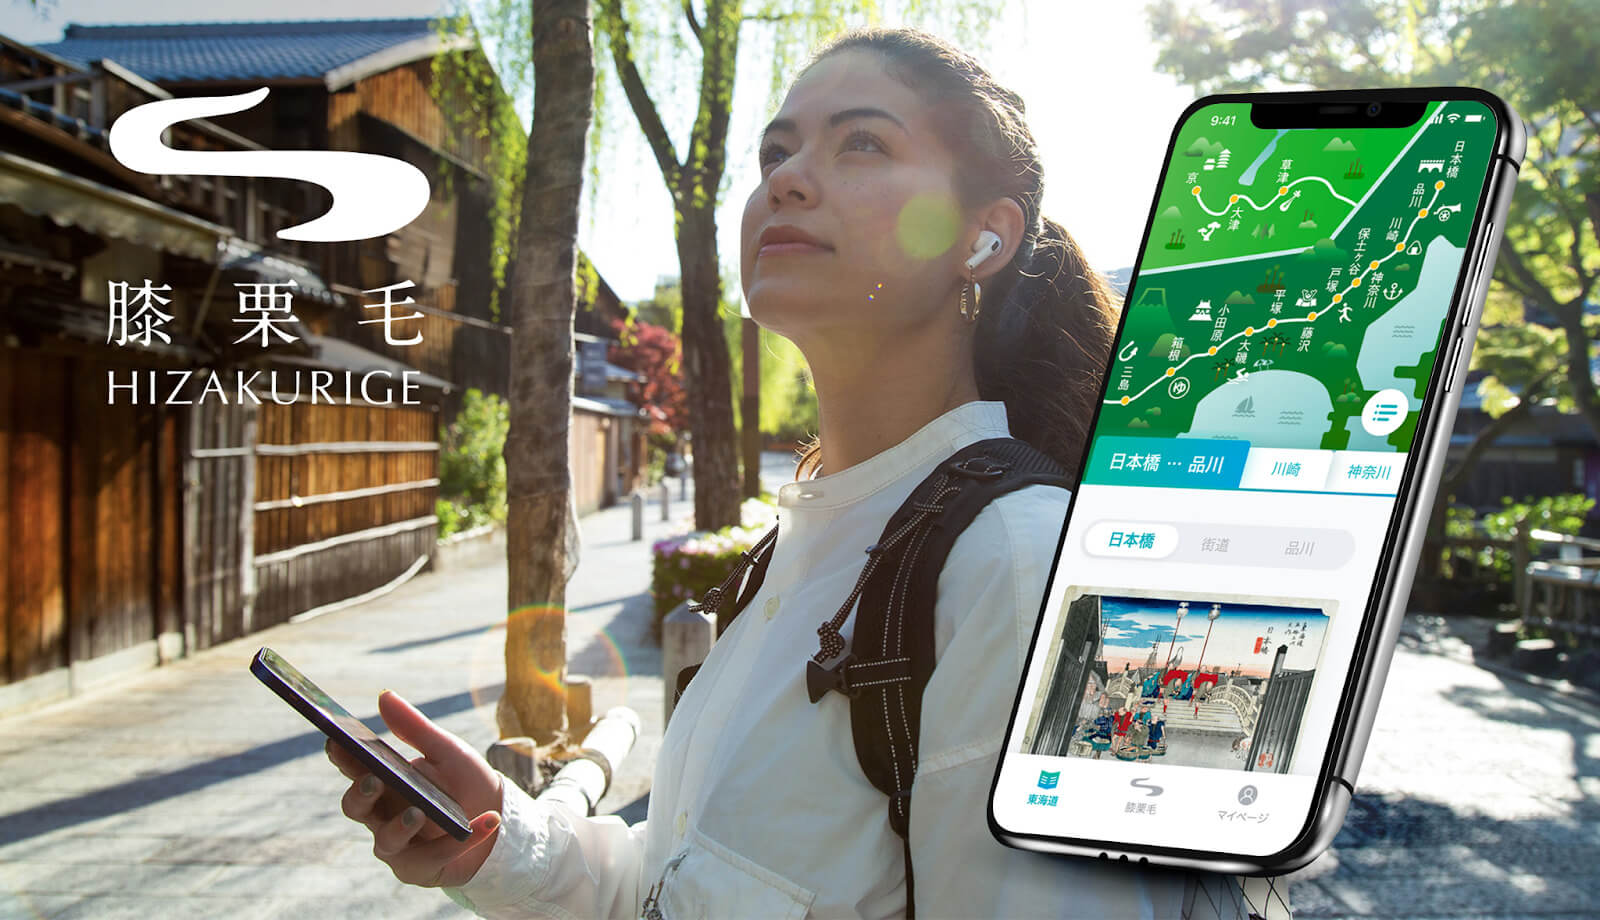 膝栗毛
HIZAKURIGE
9:41
日本橋
品川
川崎
神奈川
保土ヶ谷
戸塚
藤沢
平塚
大磯
小田原
箱根
三島
京
大津
草津
ゆ
日本橋 … 品川
川崎
神奈川
日本橋
街道
品川
日本橋
東海道
膝栗毛
マイページ